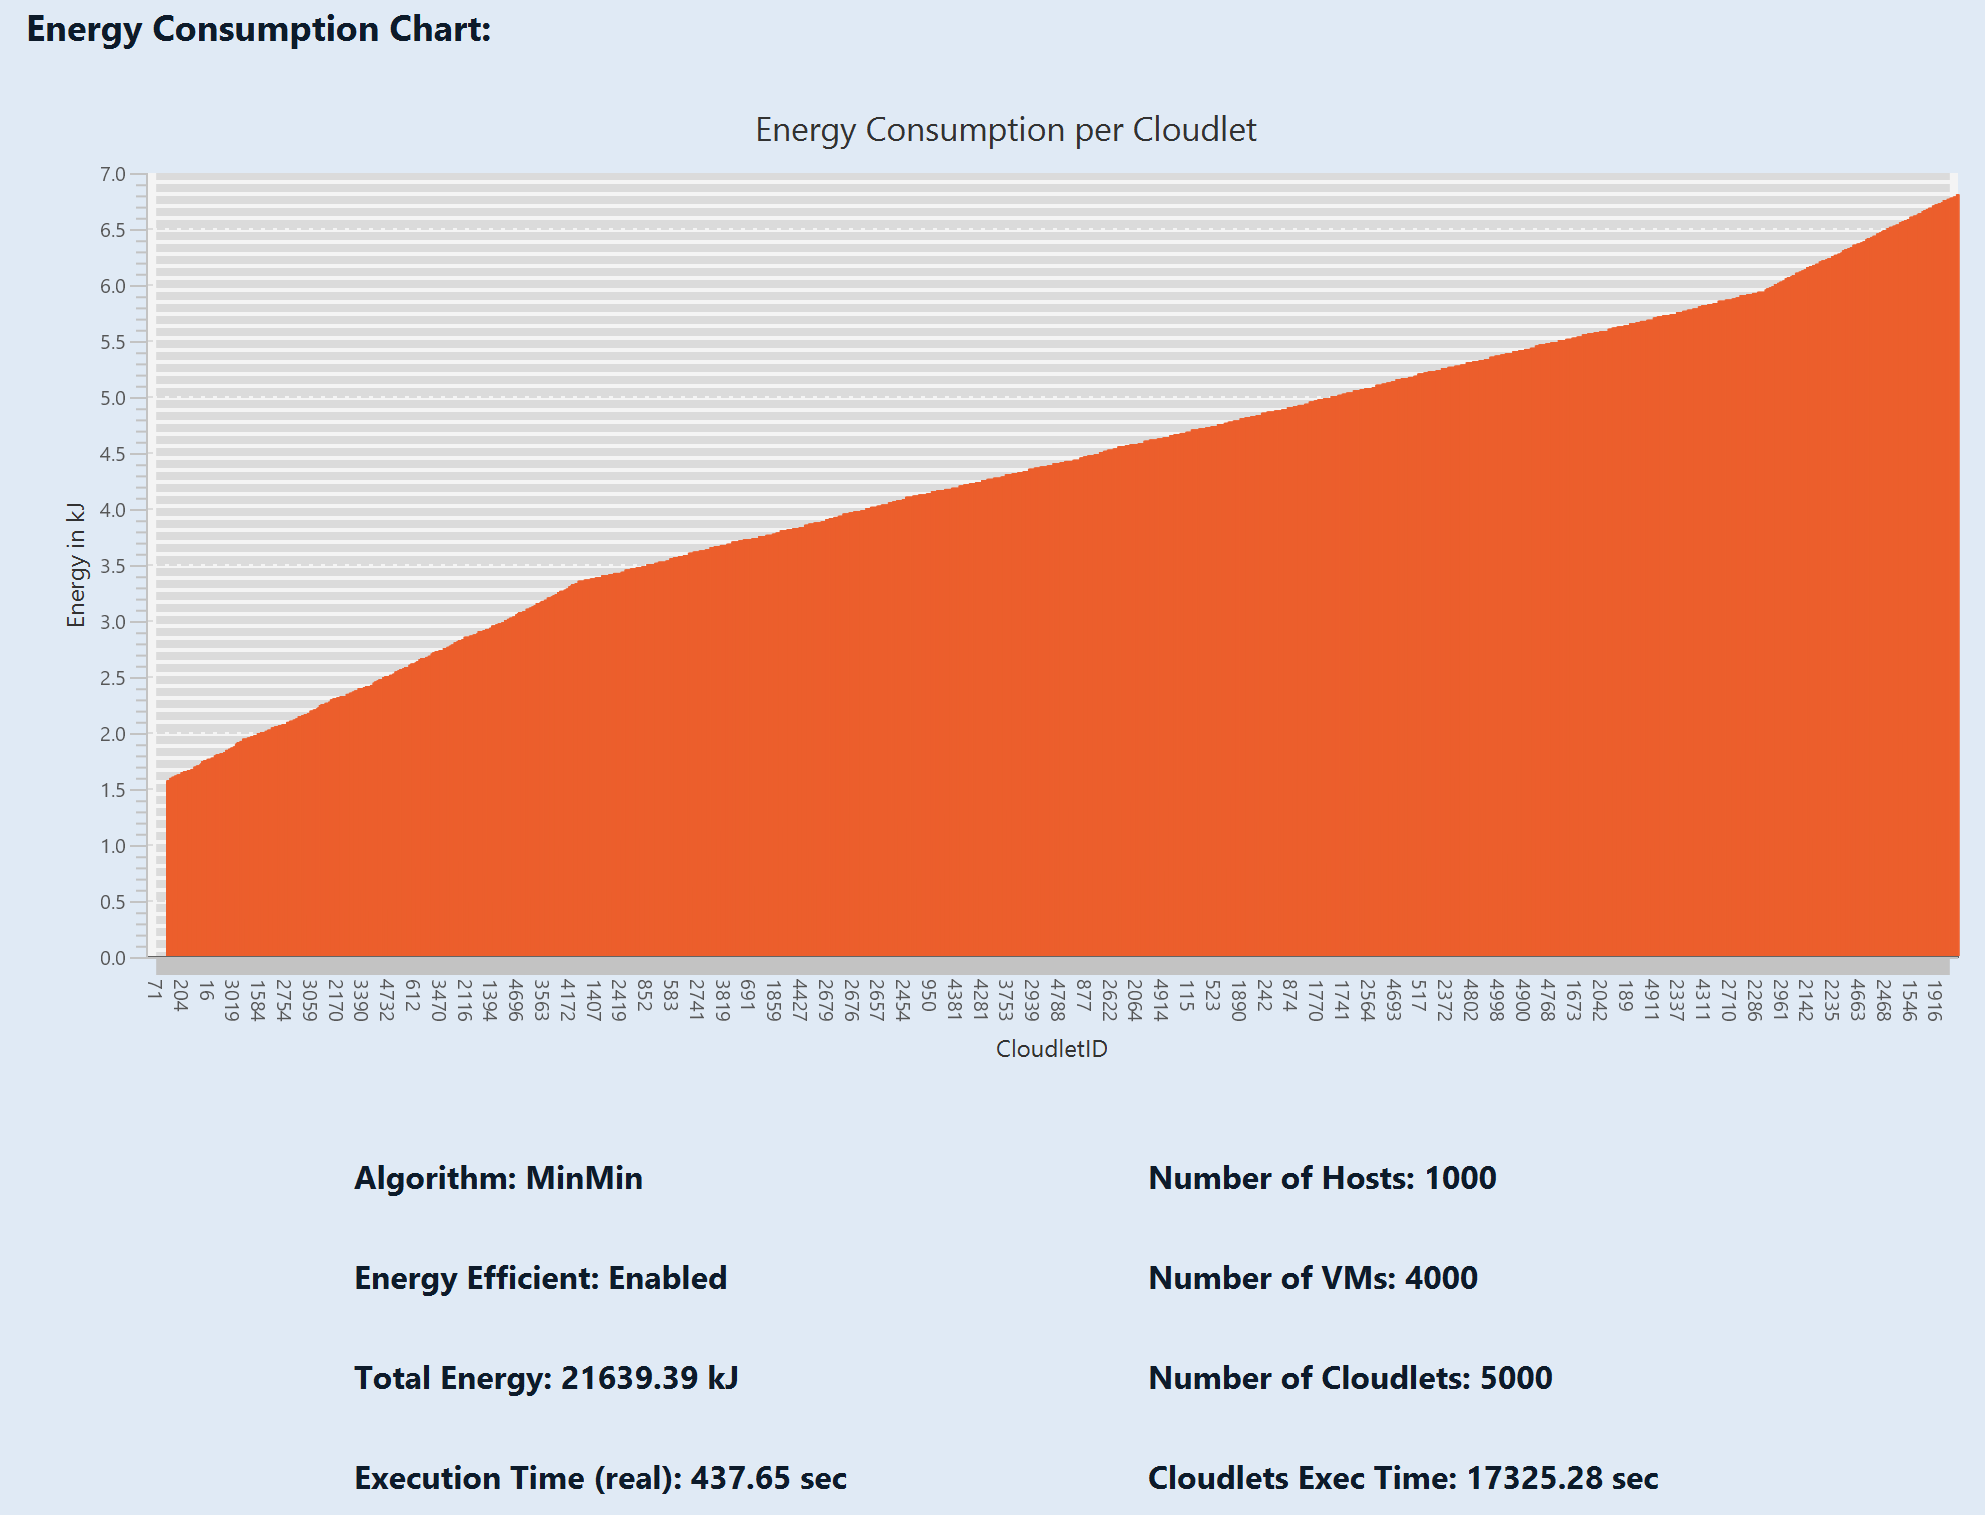 Energy Consumption Chart:
Energy Consumption per Cloudlet
7.0
6.5
6.0
5.5
5.0
4.5
4.0
3.5
3.0
2.5
2.0
1.5
1.0
0.5
0.0
Energy in kJ
71 204 16 3019 1584 2754 3059 2170 3390 4732 612 3470 2116 1394 4696 3563 4172 1407 2419 852 583 2741 3819 691 1859 4427 2679 2676 2657 2454 950 4381 4281 3753 2939 4788 877 2622 2064 4914 115 523 1890 242 874 1770 1741 2564 4693 517 2372 4802 4998 4900 4768 1673 2042 189 4911 2337 4311 2710 2286 2961 2142 2235 4663 2468 1546 1916
CloudletID
Algorithm: MinMin
Number of Hosts: 1000
Energy Efficient: Enabled
Number of VMs: 4000
Total Energy: 21639.39 kJ
Number of Cloudlets: 5000
Execution Time (real): 437.65 sec
Cloudlets Exec Time: 17325.28 sec